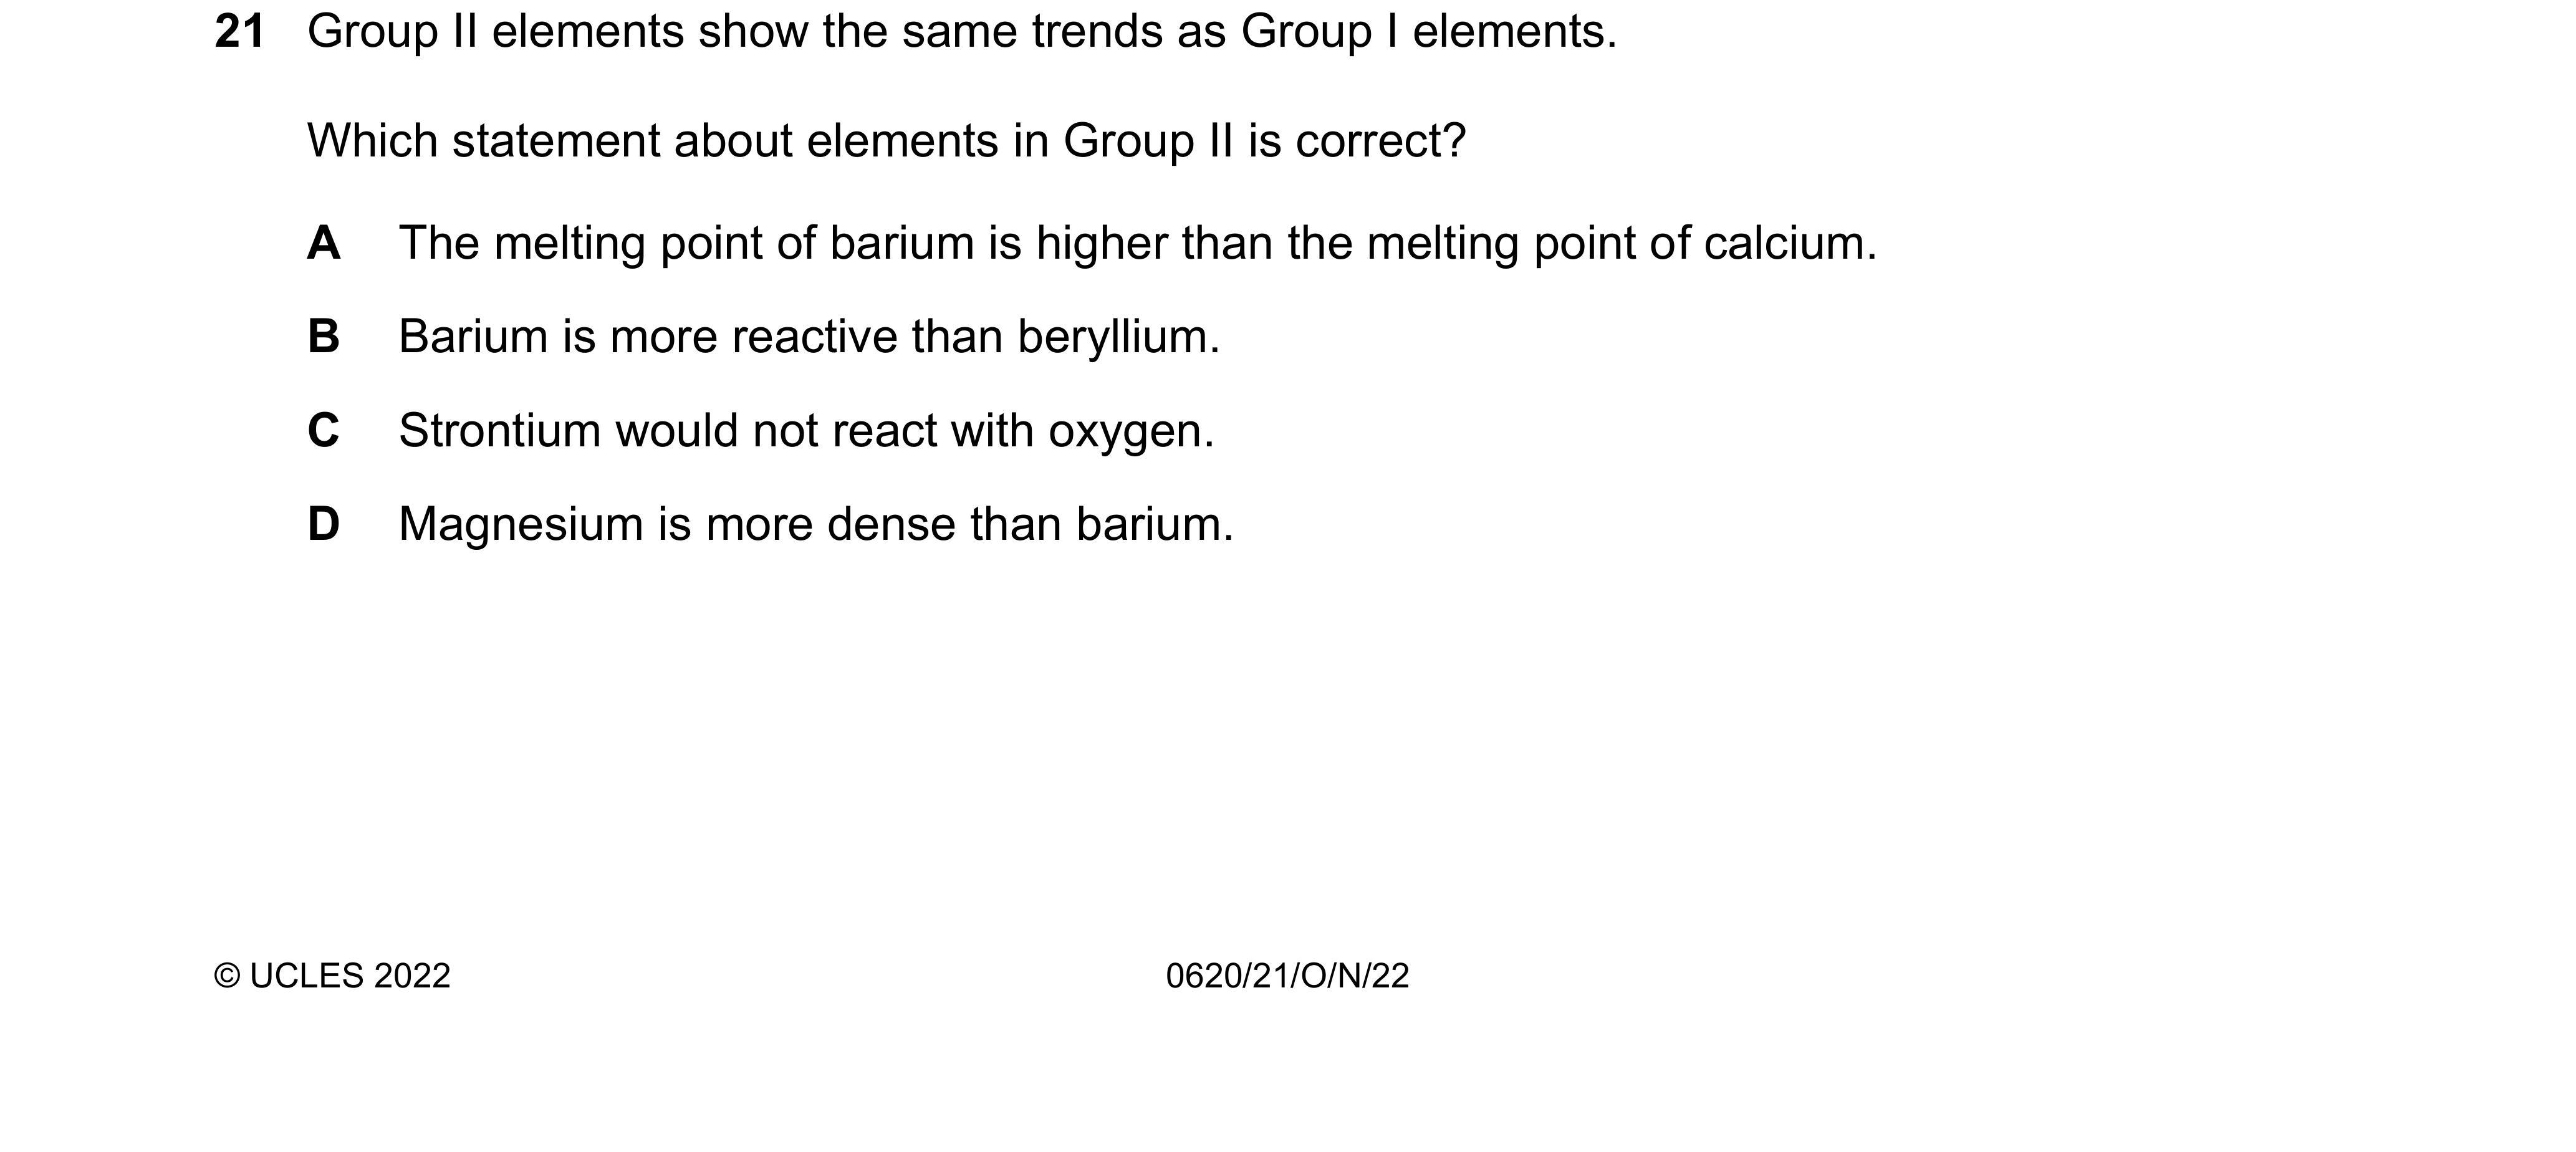 21 Group II elements show the same trends as Group I elements.
Which statement about elements in Group II is correct?
A The melting point of barium is higher than the melting point of calcium.
B Barium is more reactive than beryllium.
C Strontium would not react with oxygen.
D Magnesium is more dense than barium.
© UCLES 2022 0620/21/O/N/22